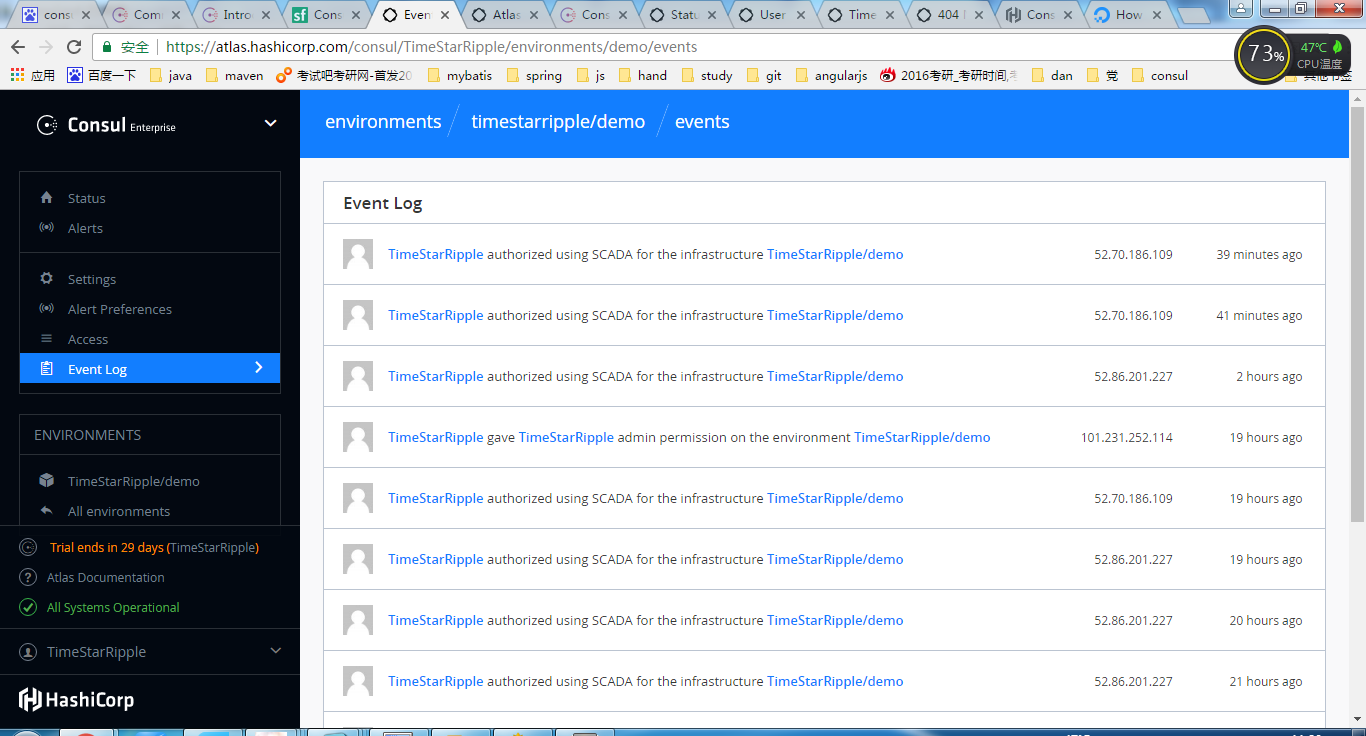 consu
Com
Intro
Cons
Even
Atlas
Cons
Statu
User
Time
404
Cons
How
安全 https://atlas.hashicorp.com/consul/TimeStarRipple/environments/demo/events
73% 47℃
CPU温度
应用 百度一下 java maven 考试吧考研网-首发20 mybatis spring js hand study git angularjs 2016考研_考研时间,考 dan 党 consul 其他书签
Consul Enterprise
environments timestarripple/demo events
Status
Alerts
Settings
Alert Preferences
Access
Event Log
ENVIRONMENTS
TimeStarRipple/demo
All environments
Trial ends in 29 days (TimeStarRipple)
Atlas Documentation
All Systems Operational
TimeStarRipple
HashiCorp
Event Log
TimeStarRipple authorized using SCADA for the infrastructure TimeStarRipple/demo 52.70.186.109 39 minutes ago
TimeStarRipple authorized using SCADA for the infrastructure TimeStarRipple/demo 52.70.186.109 41 minutes ago
TimeStarRipple authorized using SCADA for the infrastructure TimeStarRipple/demo 52.86.201.227 2 hours ago
TimeStarRipple gave TimeStarRipple admin permission on the environment TimeStarRipple/demo 101.231.252.114 19 hours ago
TimeStarRipple authorized using SCADA for the infrastructure TimeStarRipple/demo 52.70.186.109 19 hours ago
TimeStarRipple authorized using SCADA for the infrastructure TimeStarRipple/demo 52.86.201.227 19 hours ago
TimeStarRipple authorized using SCADA for the infrastructure TimeStarRipple/demo 52.86.201.227 20 hours ago
TimeStarRipple authorized using SCADA for the infrastructure TimeStarRipple/demo 52.86.201.227 21 hours ago